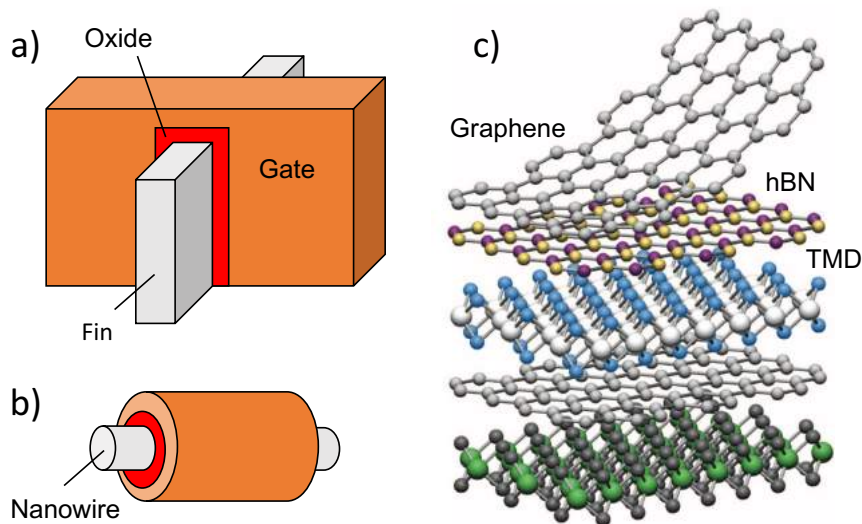 a)
Oxide
Gate
Fin
b)
Nanowire
c)
Graphene
hBN
TMD